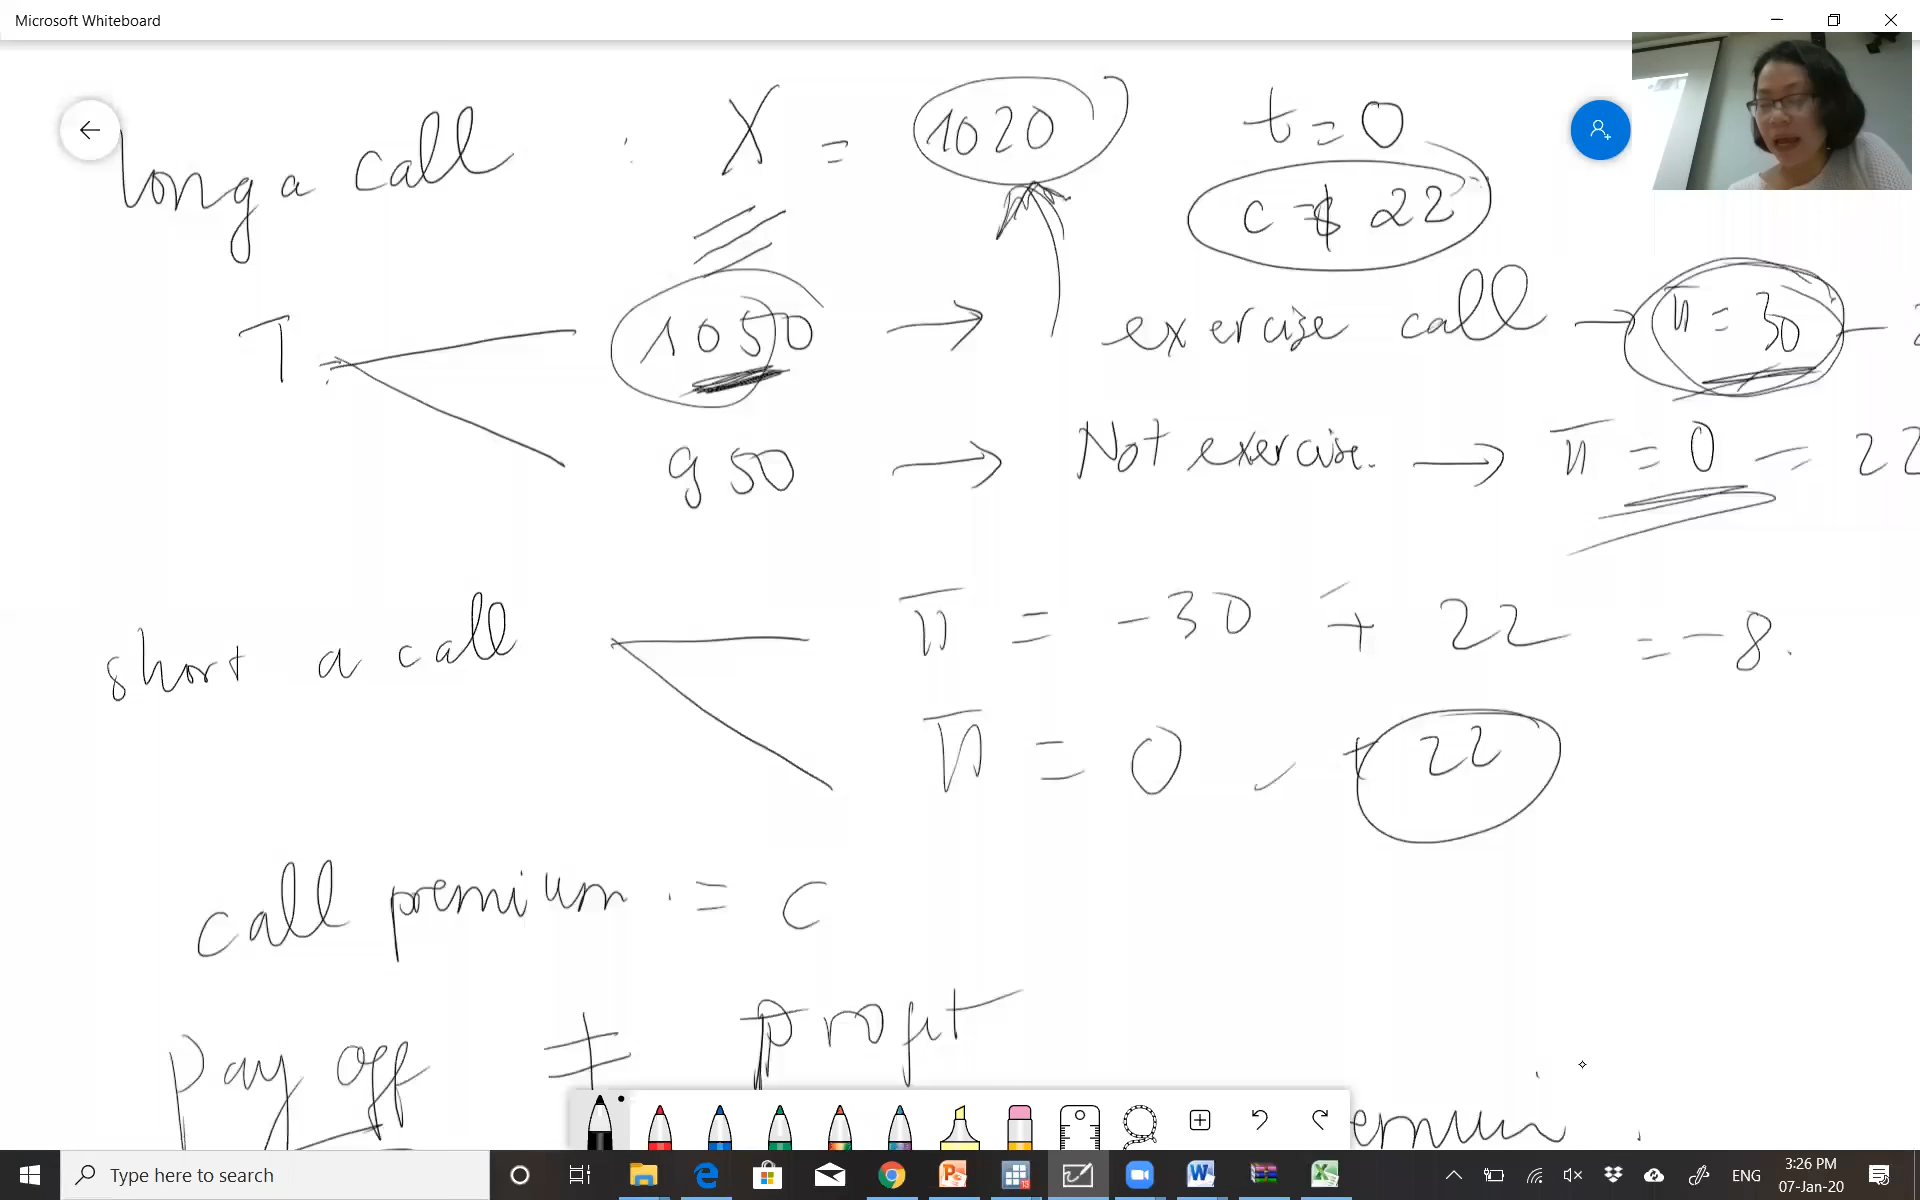 Microsoft Whiteboard
long a call : X = 1020 t=0
c = $ 22
T 1050 → exercise call → π = 30 -
950 → Not exercise. → π = 0 - 22
short a call π = -30 + 22 = -8.
π = 0 + 22
call premium. = c
Pay off ≠ profit
Type here to search
ENG
3:26 PM
07-Jan-20